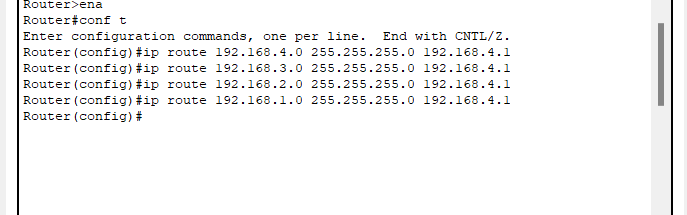 Router>ena
Router#conf t
Enter configuration commands, one per line.  End with CNTL/Z.
Router(config)#ip route 192.168.4.0 255.255.255.0 192.168.4.1
Router(config)#ip route 192.168.3.0 255.255.255.0 192.168.4.1
Router(config)#ip route 192.168.2.0 255.255.255.0 192.168.4.1
Router(config)#ip route 192.168.1.0 255.255.255.0 192.168.4.1
Router(config)#